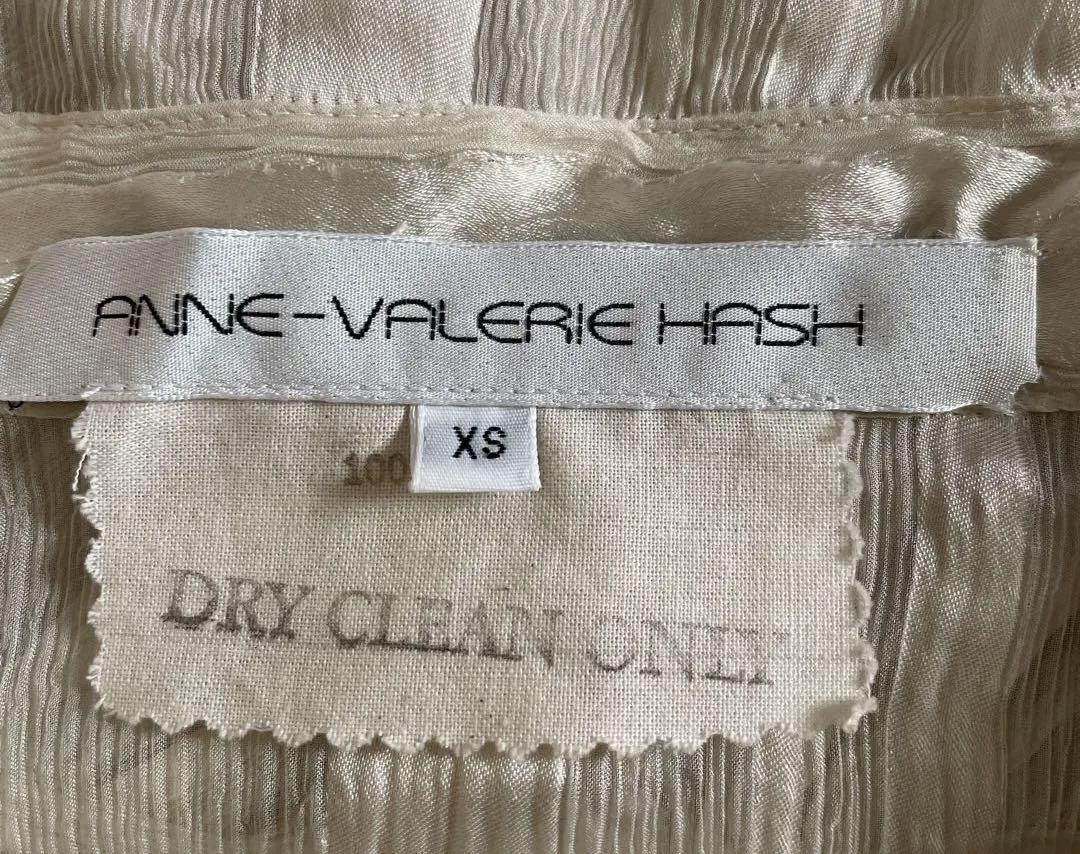 ANNE-VALERIE HASH
XS
100
DRY CLEAN ONLY